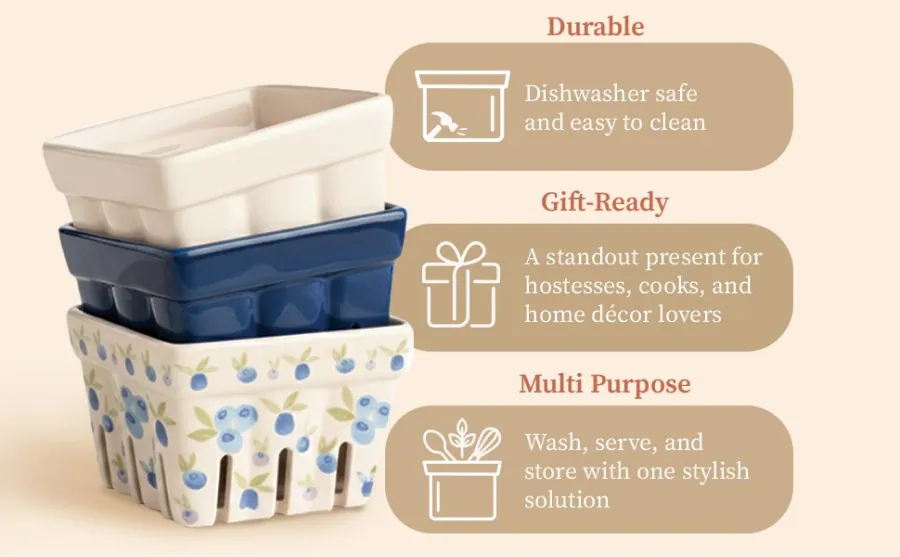 Durable
Dishwasher safe
and easy to clean
Gift-Ready
A standout present for
hostesses, cooks, and
home décor lovers
Multi Purpose
Wash, serve, and
store with one stylish
solution